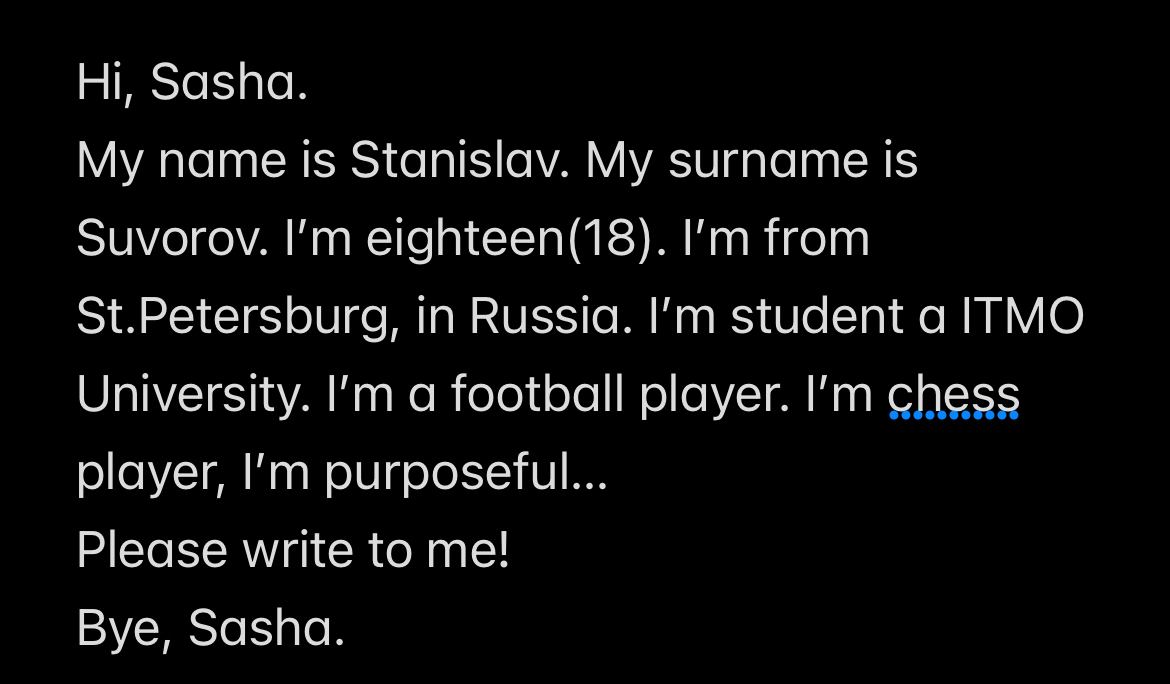 Hi, Sasha.
My name is Stanislav. My surname is
Suvorov. I’m eighteen(18). I’m from
St.Petersburg, in Russia. I’m student a ITMO
University. I’m a football player. I’m chess
player, I’m purposeful...
Please write to me!
Bye, Sasha.